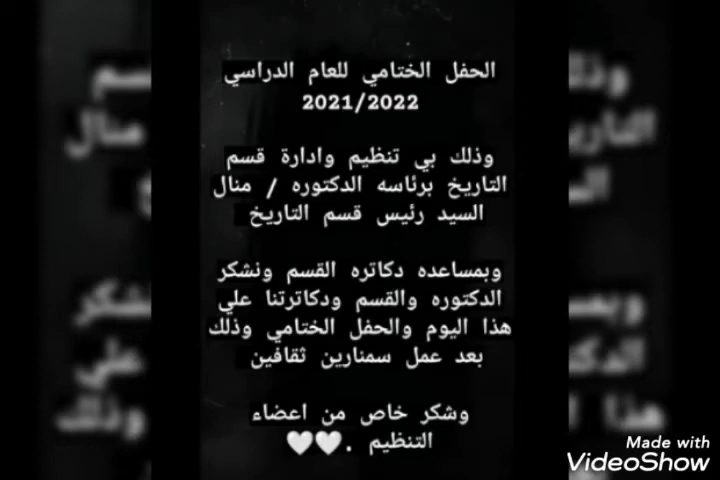 الحفل الختامي للعام الدراسي
2021/2022
وذلك بي تنظيم وادارة قسم
التاريخ برئاسه الدكتوره / منال
السيد رئيس قسم التاريخ
وبمساعده دكاتره القسم ونشكر
الدكتوره والقسم ودكاترتنا علي
هذا اليوم والحفل الختامي وذلك
بعد عمل سمنارين ثقافين
وشكر خاص من اعضاء
التنظيم .🤍🤍
Made with
VideoShow